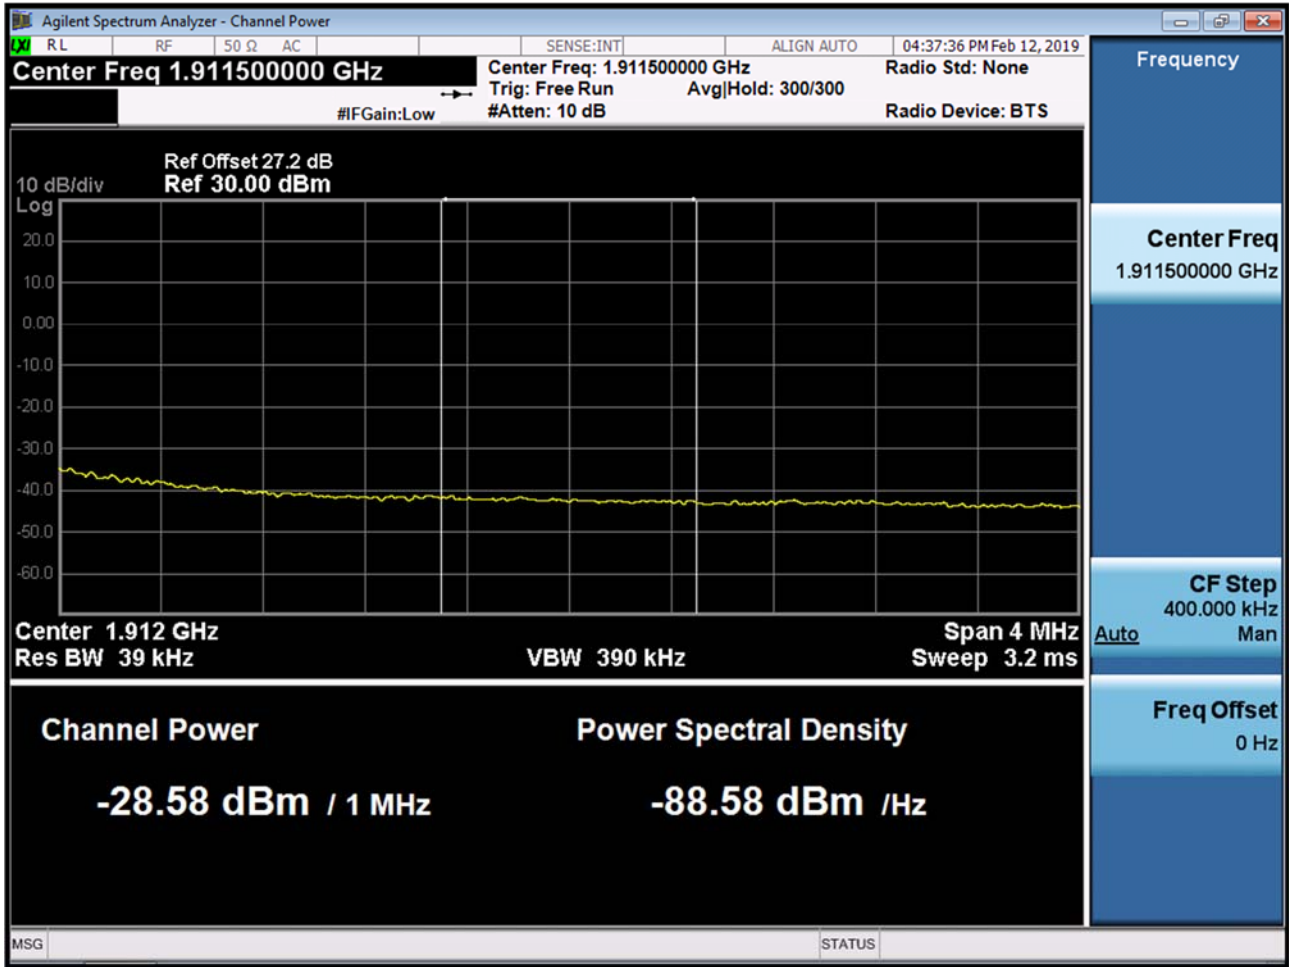 Agilent Spectrum Analyzer - Channel Power
LXI RL RF 50 Ω AC SENSE:INT ALIGN AUTO 04:37:36 PM Feb 12, 2019
Center Freq 1.911500000 GHz
#IFGain:Low
Center Freq: 1.911500000 GHz
Trig: Free Run Avg|Hold: 300/300
#Atten: 10 dB
Radio Std: None
Radio Device: BTS
Ref Offset 27.2 dB
10 dB/div Ref 30.00 dBm
Log
20.0
10.0
0.00
-10.0
-20.0
-30.0
-40.0
-50.0
-60.0
Center 1.912 GHz Span 4 MHz
Res BW 39 kHz VBW 390 kHz Sweep 3.2 ms
Channel Power Power Spectral Density
-28.58 dBm / 1 MHz -88.58 dBm /Hz
MSG STATUS
Frequency
Center Freq
1.911500000 GHz
CF Step
400.000 kHz
Auto Man
Freq Offset
0 Hz